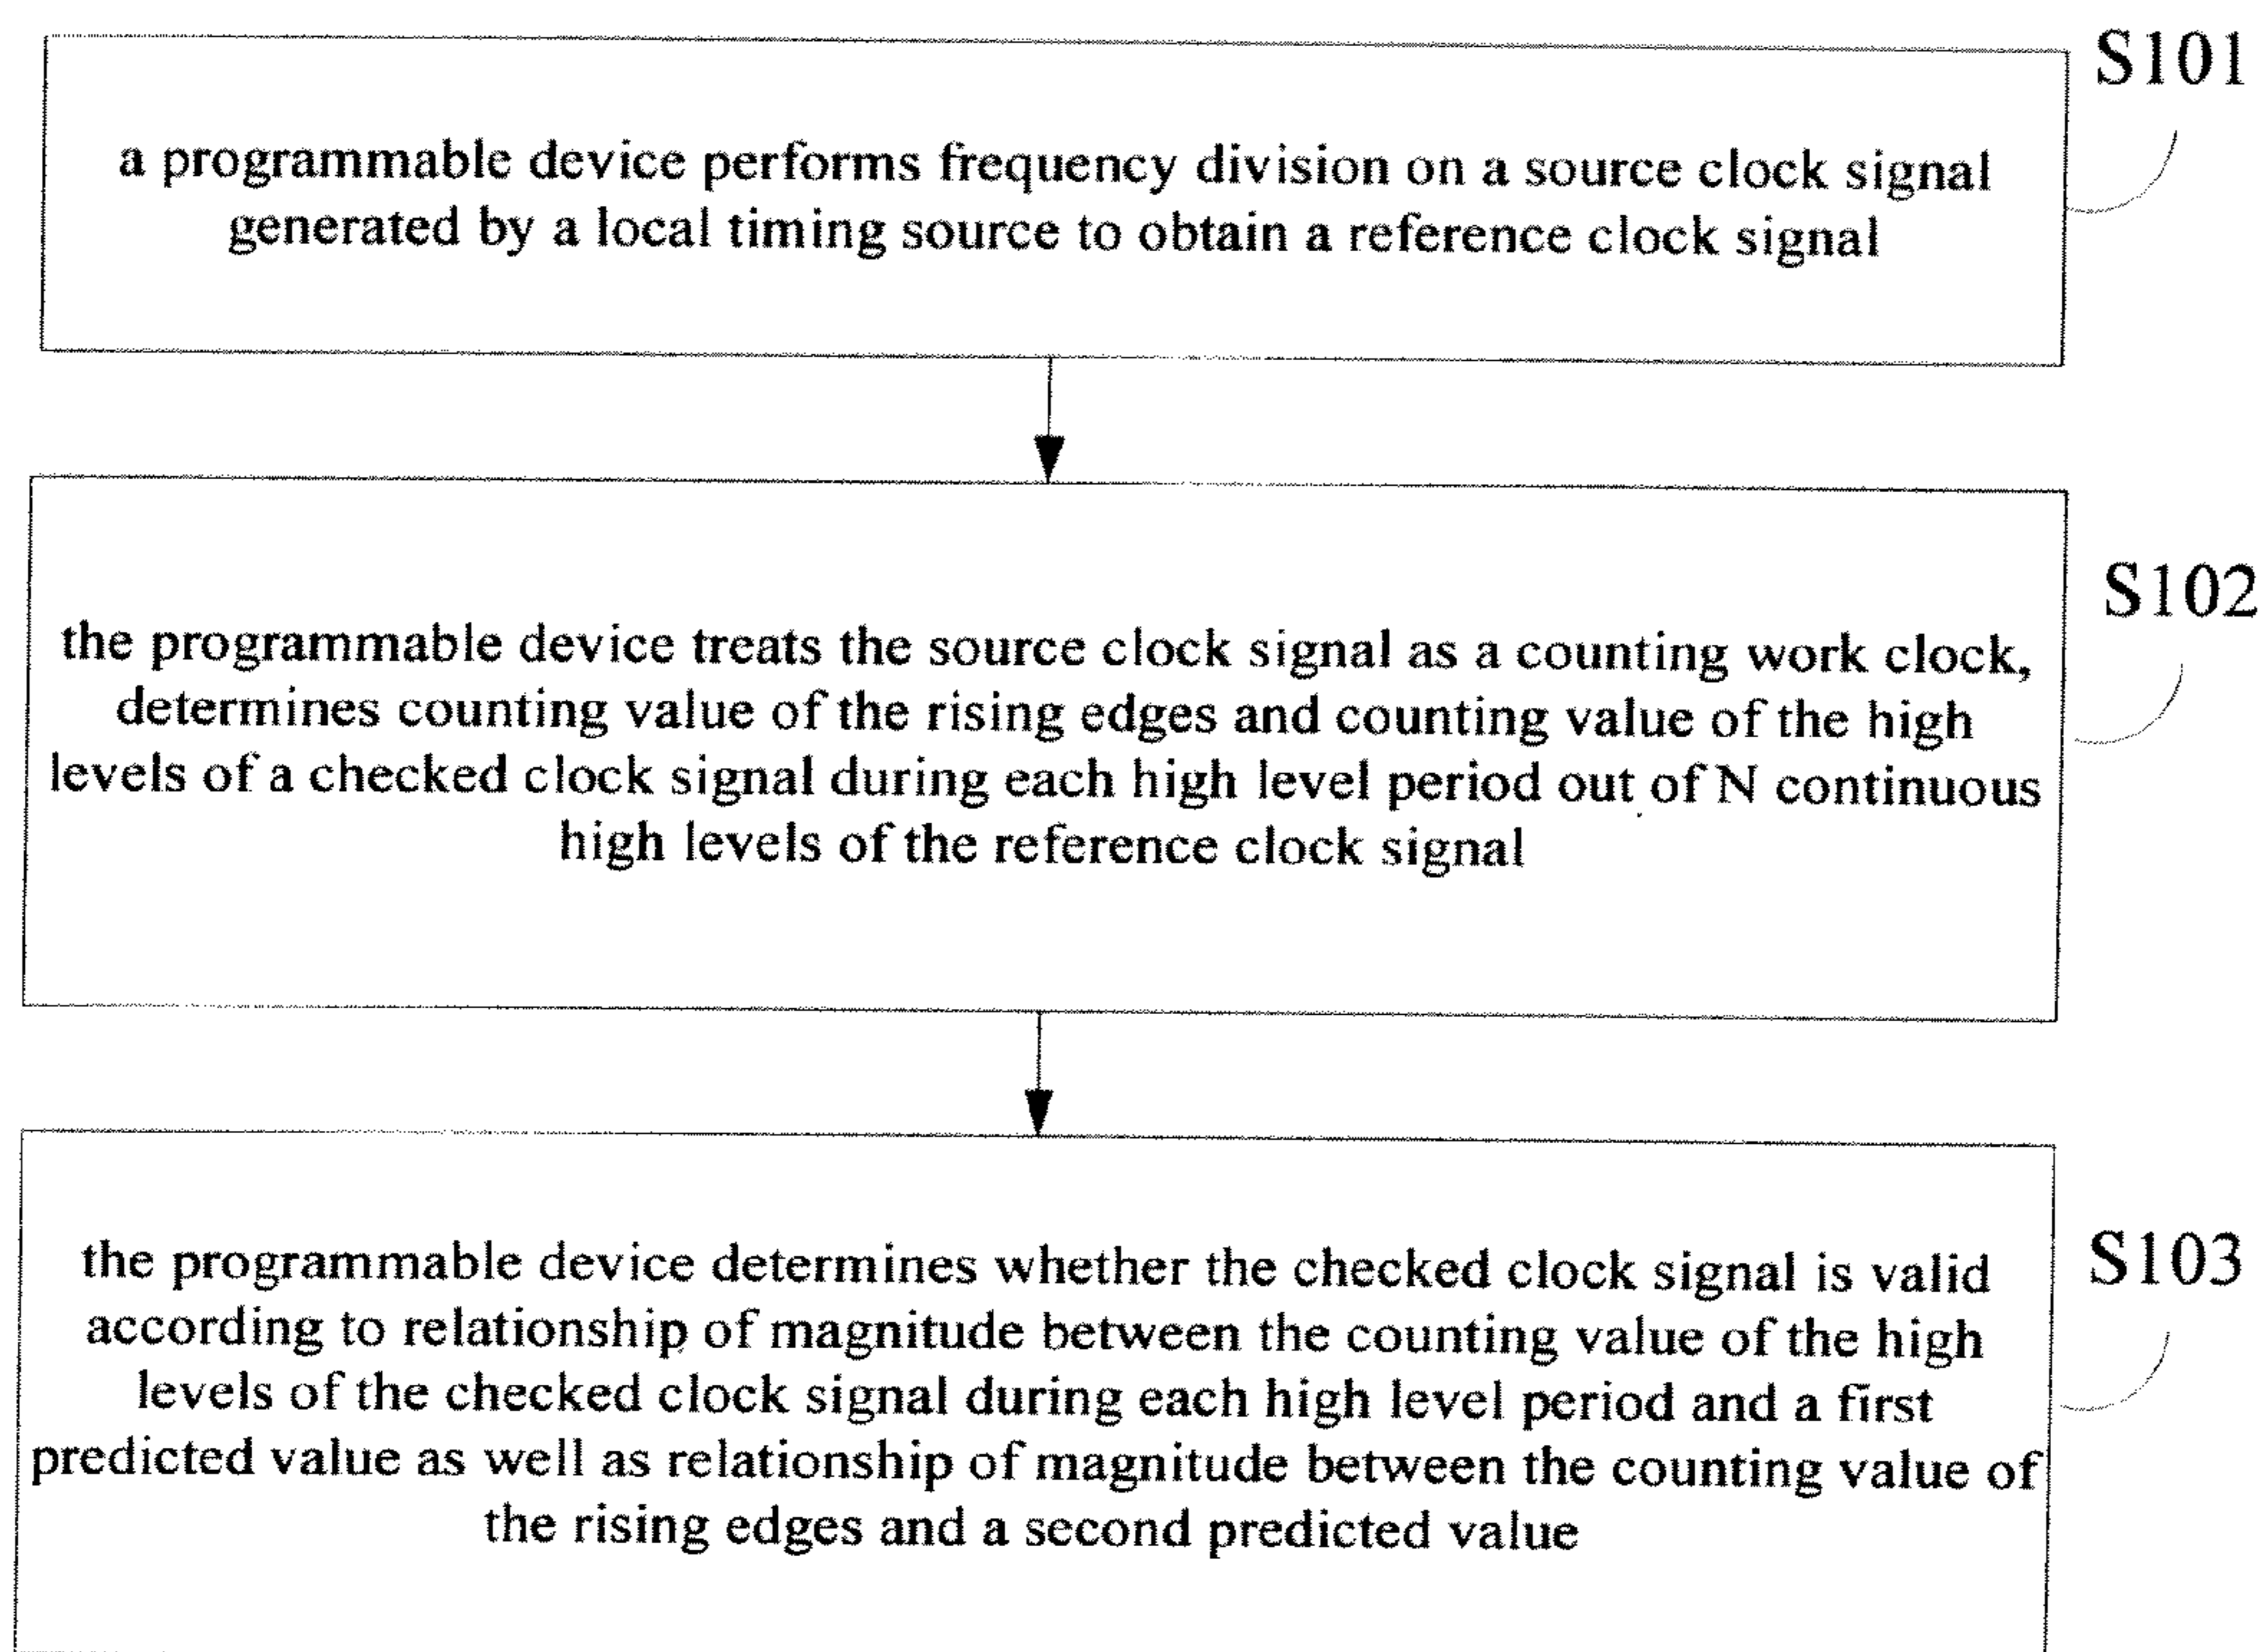 S101
a programmable device performs frequency division on a source clock signal
generated by a local timing source to obtain a reference clock signal
S102
the programmable device treats the source clock signal as a counting work clock,
determines counting value of the rising edges and counting value of the high
levels of a checked clock signal during each high level period out of N continuous
high levels of the reference clock signal
S103
the programmable device determines whether the checked clock signal is valid
according to relationship of magnitude between the counting value of the high
levels of the checked clock signal during each high level period and a first
predicted value as well as relationship of magnitude between the counting value of
the rising edges and a second predicted value